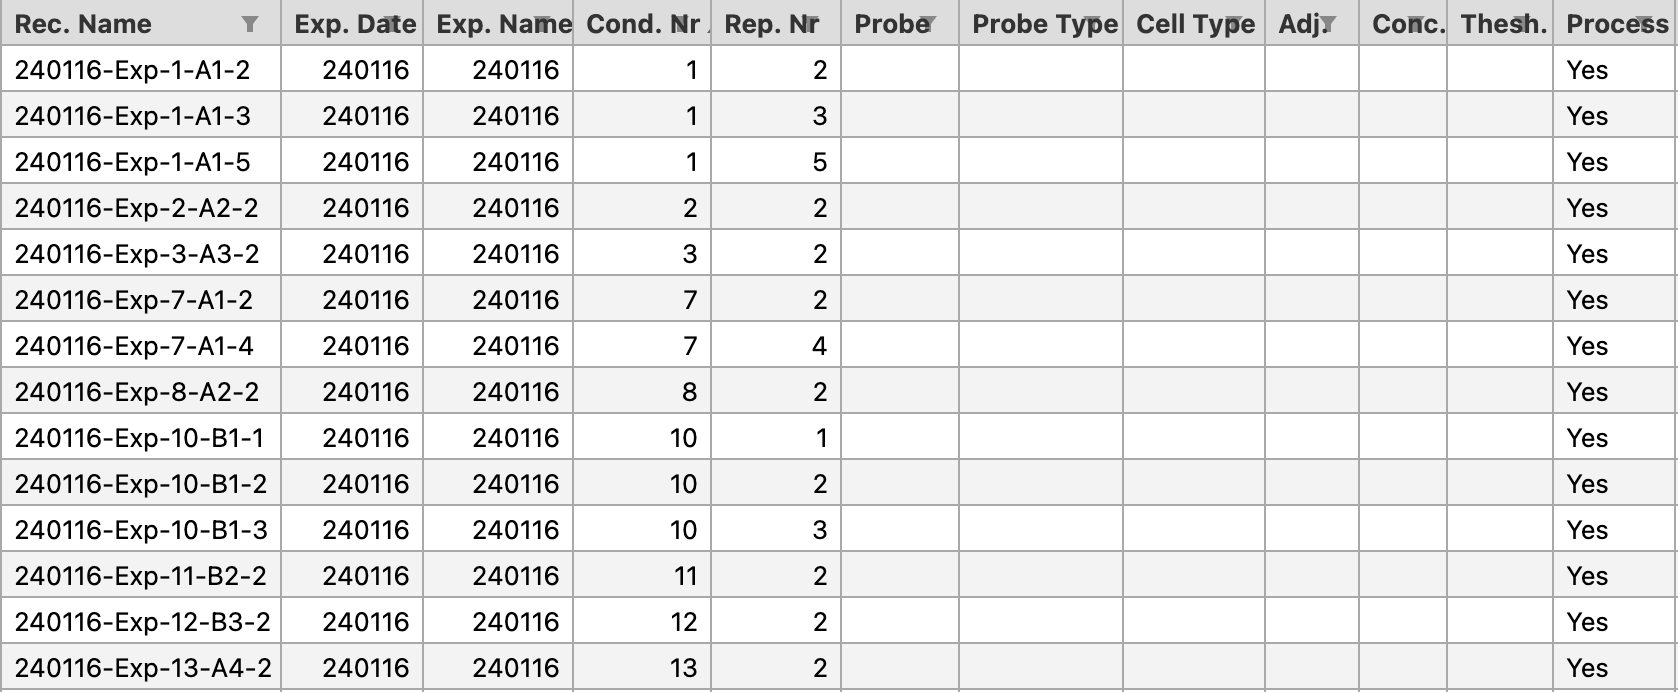 Rec. Name Exp. Date Exp. Name Cond. Nr Rep. Nr Probe Probe Type Cell Type Adj. Conc. Thesh. Process
240116-Exp-1-A1-2 240116 240116 1 2 Yes
240116-Exp-1-A1-3 240116 240116 1 3 Yes
240116-Exp-1-A1-5 240116 240116 1 5 Yes
240116-Exp-2-A2-2 240116 240116 2 2 Yes
240116-Exp-3-A3-2 240116 240116 3 2 Yes
240116-Exp-7-A1-2 240116 240116 7 2 Yes
240116-Exp-7-A1-4 240116 240116 7 4 Yes
240116-Exp-8-A2-2 240116 240116 8 2 Yes
240116-Exp-10-B1-1 240116 240116 10 1 Yes
240116-Exp-10-B1-2 240116 240116 10 2 Yes
240116-Exp-10-B1-3 240116 240116 10 3 Yes
240116-Exp-11-B2-2 240116 240116 11 2 Yes
240116-Exp-12-B3-2 240116 240116 12 2 Yes
240116-Exp-13-A4-2 240116 240116 13 2 Yes